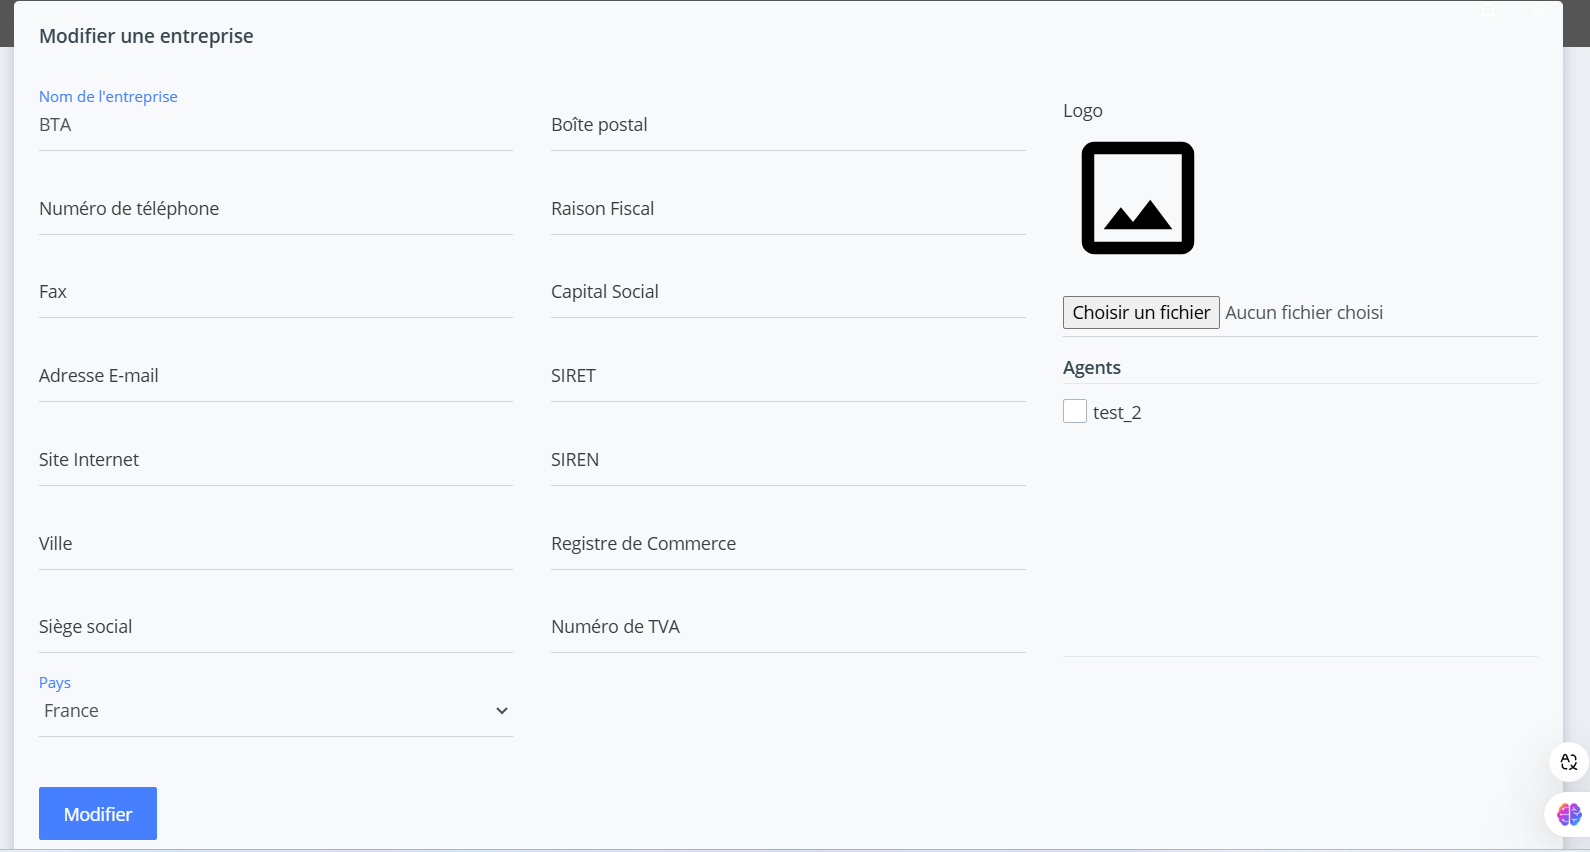 Modifier une entreprise
Nom de l'entreprise
BTA
Boîte postal
Logo
Numéro de téléphone
Raison Fiscal
Fax
Capital Social
Choisir un fichier Aucun fichier choisi
Adresse E-mail
SIRET
Agents
test_2
Site Internet
SIREN
Ville
Registre de Commerce
Siège social
Numéro de TVA
Pays
France
Modifier